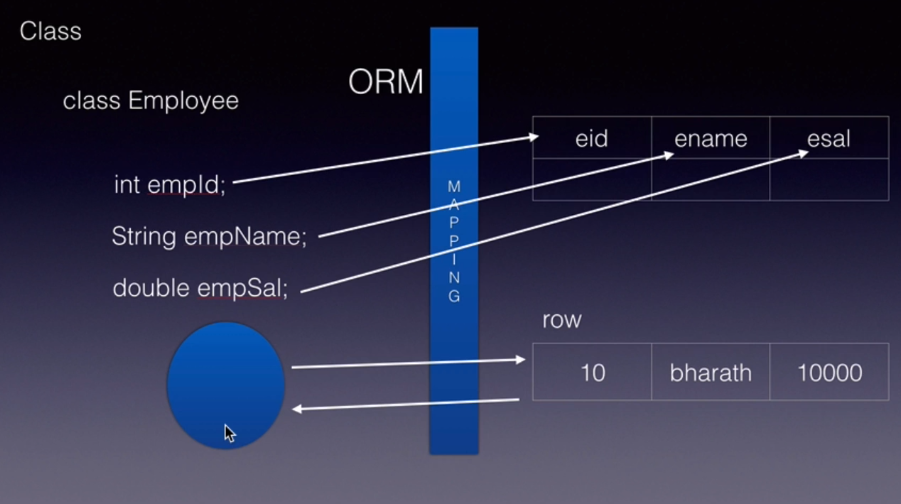 Class
class Employee
ORM
int empId;
String empName;
double empSal;
MAPPING
eid ename esal
row
10 bharath 10000